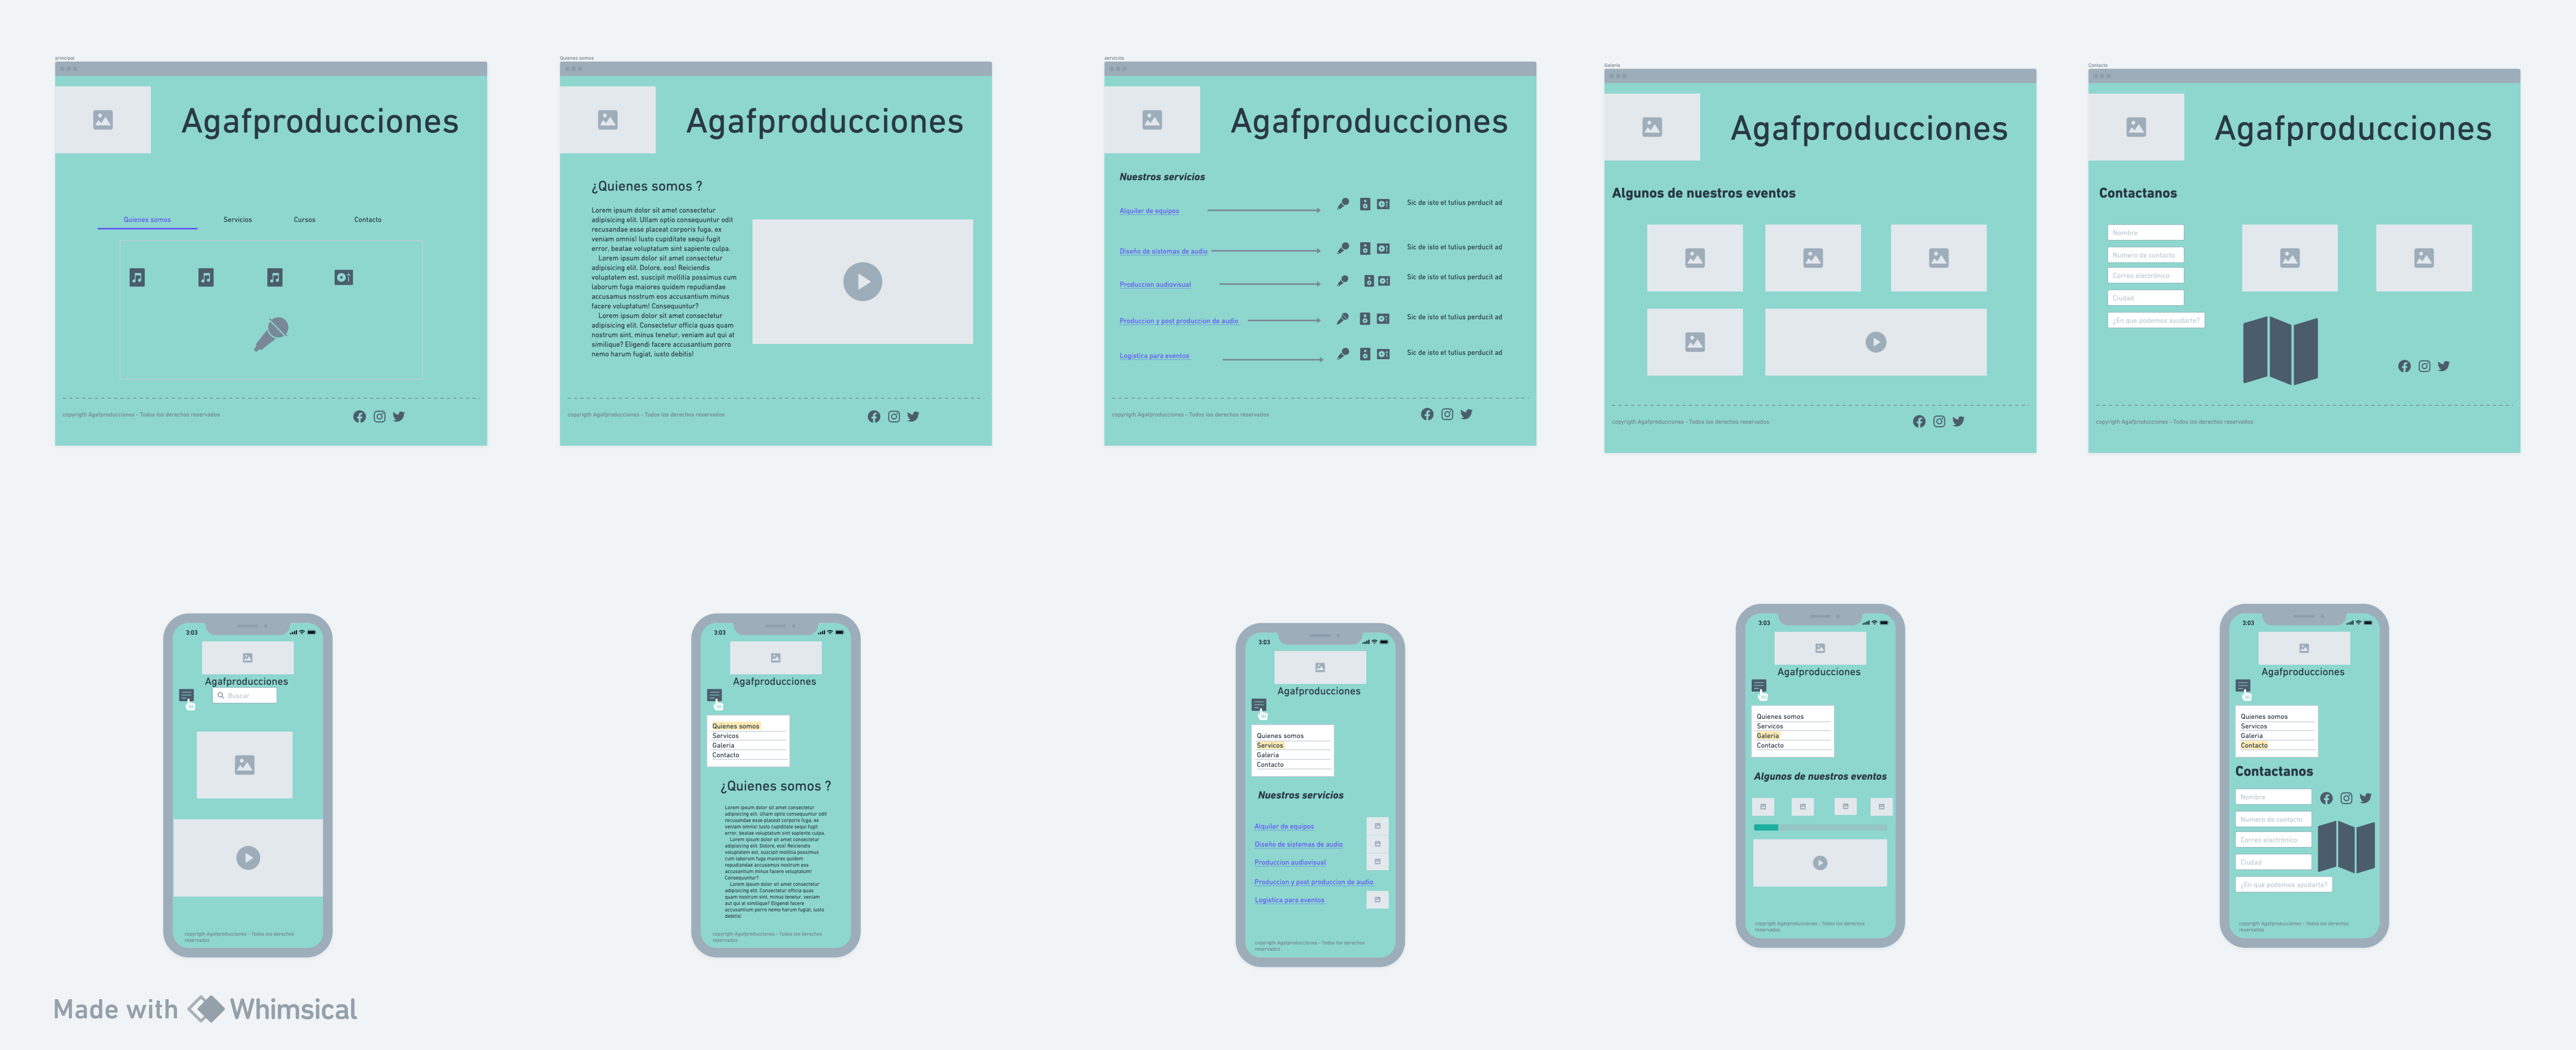 principal
Agafproducciones
Quienes somos
Servicios
Cursos
Contacto
copyrigth Agafproducciones - Todos los derechos reservados
Quienes somos
Agafproducciones
¿Quienes somos ?
Lorem ipsum dolor sit amet consectetur
adipisicing elit. Ullam optio consequuntur odit
recusandae esse placeat corporis fuga, ex
veniam omnis! Iusto cupiditate sequi fugit
error, beatae voluptatum sint sapiente culpa.
Lorem ipsum dolor sit amet consectetur
adipisicing elit. Dolore, eos! Reiciendis
voluptatem est, suscipit mollitia possimus cum
laborum fuga maiores quidem repudiandae
accusamus nostrum eos accusantium minus
facere voluptatum! Consequuntur?
Lorem ipsum dolor sit amet consectetur
adipisicing elit. Consectetur officia quas quam
nostrum sint, minus tenetur, veniam aut qui at
similique? Eligendi facere accusantium porro
nemo harum fugiat, iusto debitis!
copyrigth Agafproducciones - Todos los derechos reservados
servicios
Agafproducciones
Nuestros servicios
Alquiler de equipos
Sic de isto et tutius perducit ad
Diseño de sistemas de audio
Sic de isto et tutius perducit ad
Produccion audiovisual
Sic de isto et tutius perducit ad
Produccion y post produccion de audio
Sic de isto et tutius perducit ad
Logistica para eventos
Sic de isto et tutius perducit ad
copyrigth Agafproducciones - Todos los derechos reservados
Galeria
Agafproducciones
Algunos de nuestros eventos
copyrigth Agafproducciones - Todos los derechos reservados
Contacto
Agafproducciones
Contactanos
Nombre
Numero de contacto
Correo electrónico
Ciudad
¿En que podemos ayudarte?
copyrigth Agafproducciones - Todos los derechos reservados
3:03
Agafproducciones
Buscar
copyrigth Agafproducciones - Todos los derechos
reservados
3:03
Agafproducciones
Quienes somos
Servicos
Galeria
Contacto
¿Quienes somos ?
Lorem ipsum dolor sit amet consectetur
adipisicing elit. Ullam optio consequuntur odit
recusandae esse placeat corporis fuga, ex
veniam omnis! Iusto cupiditate sequi fugit
error, beatae voluptatum sint sapiente culpa.
Lorem ipsum dolor sit amet consectetur
adipisicing elit. Dolore, eos! Reiciendis
voluptatem est, suscipit mollitia possimus
cum laborum fuga maiores quidem
repudiandae accusamus nostrum eos
accusantium minus facere voluptatum!
Consequuntur?
Lorem ipsum dolor sit amet consectetur
adipisicing elit. Consectetur officia quas
quam nostrum sint, minus tenetur, veniam
aut qui at similique? Eligendi facere
accusantium porro nemo harum fugiat, iusto
debitis!
copyrigth Agafproducciones - Todos los derechos
reservados
3:03
Agafproducciones
Quienes somos
Servicos
Galeria
Contacto
Nuestros servicios
Alquiler de equipos
Diseño de sistemas de audio
Produccion audiovisual
Produccion y post produccion de audio
Logistica para eventos
copyrigth Agafproducciones - Todos los derechos
reservados
3:03
Agafproducciones
Quienes somos
Servicos
Galeria
Contacto
Algunos de nuestros eventos
copyrigth Agafproducciones - Todos los derechos
reservados
3:03
Agafproducciones
Quienes somos
Servicos
Galeria
Contacto
Contactanos
Nombre
Numero de contacto
Correo electrónico
Ciudad
¿En que podemos ayudarte?
copyrigth Agafproducciones - Todos los derechos
reservados
Made with Whimsical